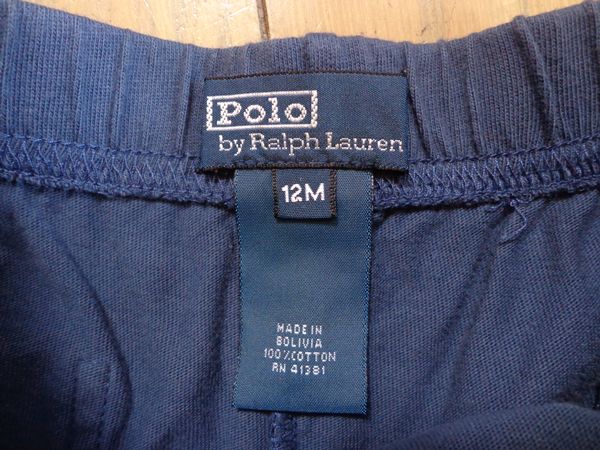 Polo
by Ralph Lauren
12M
MADE IN
BOLIVIA
100% COTTON
RN 41381